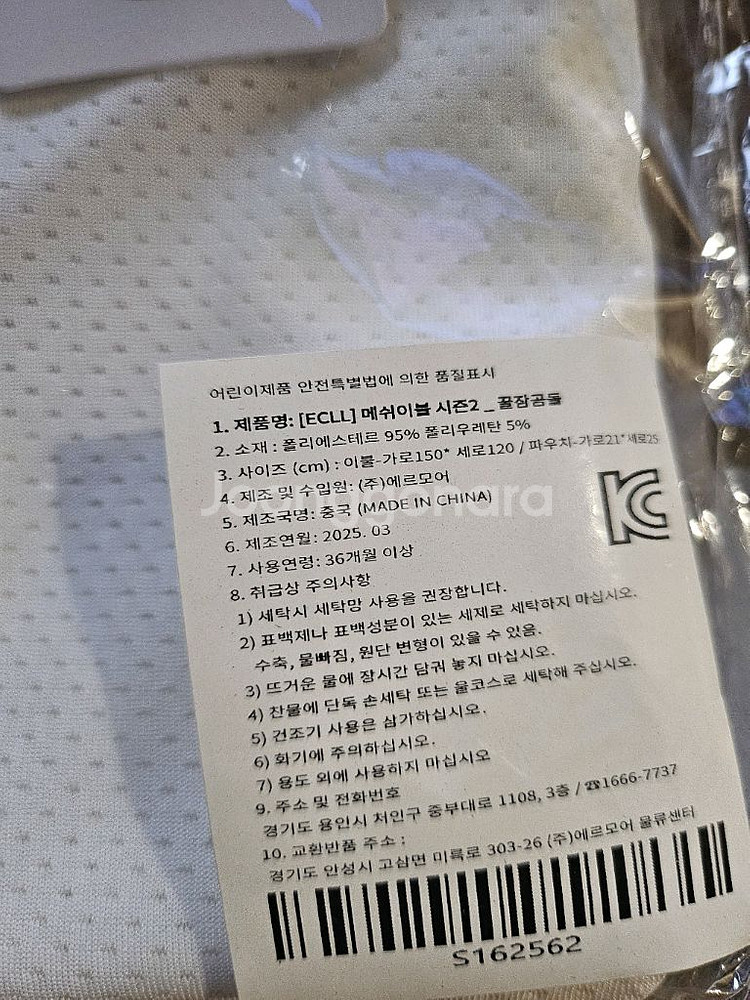 어린이제품 안전특별법에 의한 품질표시
1. 제품명: [ECLL] 메쉬이불 시즌2 _ 꿀잠곰돌
2. 소재 : 폴리에스테르 95% 폴리우레탄 5%
3. 사이즈 (cm) : 이불-가로150* 세로120 / 파우치-가로21*세로25
4. 제조 및 수입원: (주)에르모어
5. 제조국명: 중국 (MADE IN CHINA)
6. 제조연월: 2025. 03
7. 사용연령: 36개월 이상
8. 취급상 주의사항
1) 세탁시 세탁망 사용을 권장합니다.
2) 표백제나 표백성분이 있는 세제로 세탁하지 마십시오.
수축, 물빠짐, 원단 변형이 있을 수 있음.
3) 뜨거운 물에 장시간 담궈 놓지 마십시오.
4) 찬물에 단독 손세탁 또는 울코스로 세탁해 주십시오.
5) 건조기 사용은 삼가하십시오.
6) 화기에 주의하십시오.
7) 용도 외에 사용하지 마십시오
9. 주소 및 전화번호
경기도 용인시 처인구 중부대로 1108, 3층 / ☎1666-7737
10. 교환반품 주소 :
경기도 안성시 고삼면 미륵로 303-26 (주)에르모어 물류센터
S162562
KC
Joonggonara